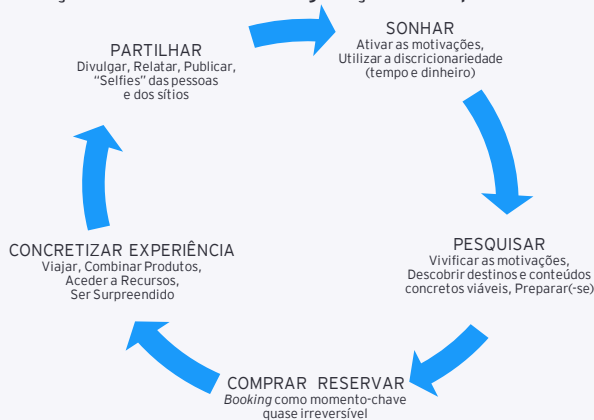 SONHAR
Ativar as motivações,
Utilizar a discricionariedade
(tempo e dinheiro)
PESQUISAR
Vivificar as motivações,
Descobrir destinos e conteúdos
concretos viáveis, Preparar(-se)
COMPRAR RESERVAR
Booking como momento-chave
quase irreversível
CONCRETIZAR EXPERIÊNCIA
Viajar, Combinar Produtos,
Aceder a Recursos,
Ser Surpreendido
PARTILHAR
Divulgar, Relatar, Publicar,
“Selfies” das pessoas
e dos sítios